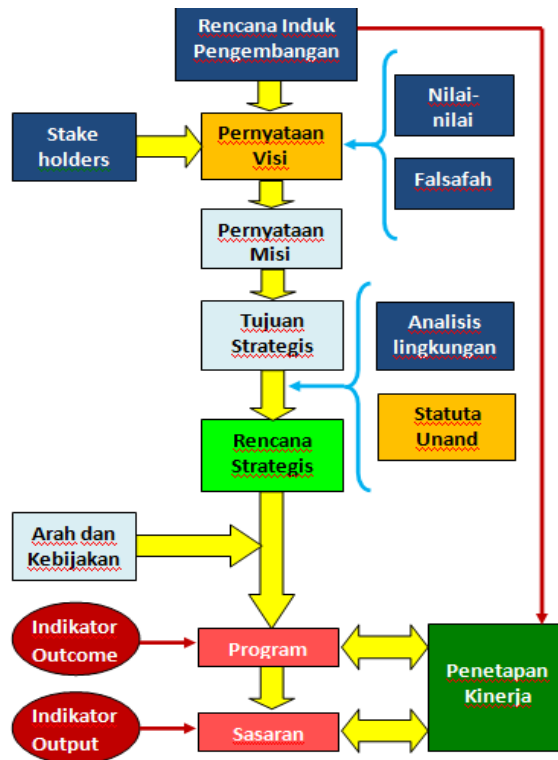 Rencana Induk
Pengembangan
Nilai-
nilai
Stake
holders
Pernyataan
Visi
Falsafah
Pernyataan
Misi
Tujuan
Strategis
Analisis
lingkungan
Statuta
Unand
Rencana
Strategis
Arah dan
Kebijakan
Indikator
Outcome
Program
Penetapan
Kinerja
Indikator
Output
Sasaran